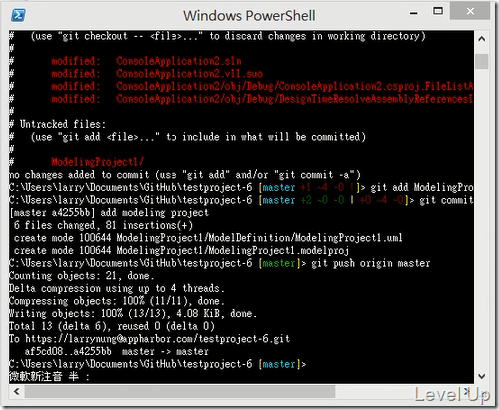 Windows PowerShell
#   (use "git checkout -- <file>..." to discard changes in working directory)
#
#       modified:   ConsoleApplication2.sln
#       modified:   ConsoleApplication2.v11.suo
#       modified:   ConsoleApplication2/obj/Debug/ConsoleApplication2.csproj.FileListA
#       modified:   ConsoleApplication2/obj/Debug/DesignTimeResolveAssemblyReferencesI
#
# Untracked files:
#   (use "git add <file>..." to include in what will be committed)
#
#       ModelingProject1/
no changes added to commit (use "git add" and/or "git commit -a")
C:\Users\larry\Documents\GitHub\testproject-6 [master +1 ~4 -0 !]> git add ModelingPro
C:\Users\larry\Documents\GitHub\testproject-6 [master +2 ~0 -0 | +0 ~4 -0]> git commit
[master a4255bb] add modeling project
 6 files changed, 81 insertions(+)
 create mode 100644 ModelingProject1/ModelDefinition/ModelingProject1.uml
 create mode 100644 ModelingProject1/ModelingProject1.modelproj
C:\Users\larry\Documents\GitHub\testproject-6 [master]> git push origin master
Counting objects: 21, done.
Delta compression using up to 4 threads.
Compressing objects: 100% (11/11), done.
Writing objects: 100% (13/13), 4.08 KiB, done.
Total 13 (delta 6), reused 0 (delta 0)
To https://larrynung@appharbor.com/testproject-6.git
   af5cd08..a4255bb  master -> master
C:\Users\larry\Documents\GitHub\testproject-6 [master]>
微軟新注音 半 :
Level Up